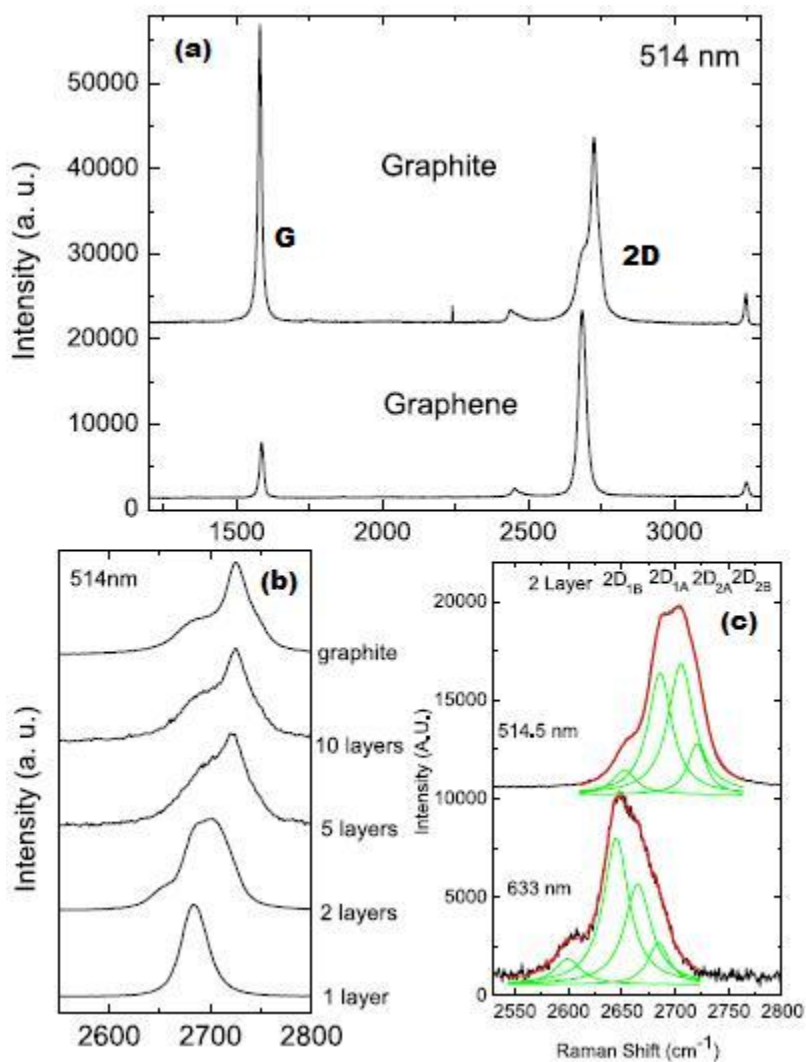 (a)
514 nm
50000
40000
30000
20000
10000
0
Intensity (a. u.)
Graphite
G
2D
Graphene
1500
2000
2500
3000
514nm
(b)
graphite
10 layers
5 layers
2 layers
1 layer
Intensity (a. u.)
2600
2700
2800
2 Layer 2D1B 2D1A 2D2A 2D2B
(c)
20000
15000
10000
5000
0
514.5 nm
633 nm
Intensity (A.U.)
2550 2600 2650 2700 2750 2800
Raman Shift (cm-1)